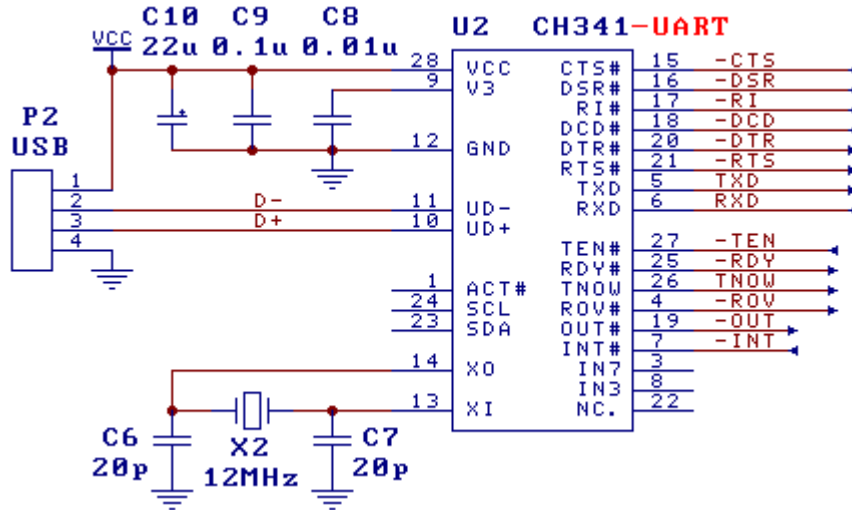 C10 C9 C8 U2 CH341-UART
VCC 22u 0.1u 0.01u
28 VCC CTS# 15 -CTS
9 V3 DSR# 16 -DSR
RI# 17 -RI
P2 DCD# 18 -DCD
USB 12 GND DTR# 20 -DTR
RTS# 21 -RTS
1 TXD 5 TXD
2 D- 11 UD- RXD 6 RXD
3 D+ 10 UD+
4 TEN# 27 -TEN
RDY# 25 -RDY
1 ACT# TNOW 26 TNOW
24 SCL ROV# 4 -ROV
23 SDA OUT# 19 -OUT
INT# 7 -INT
14 XO IN7 3
IN3 8
13 XI NC. 22
C6 X2 C7
20p 12MHz 20p